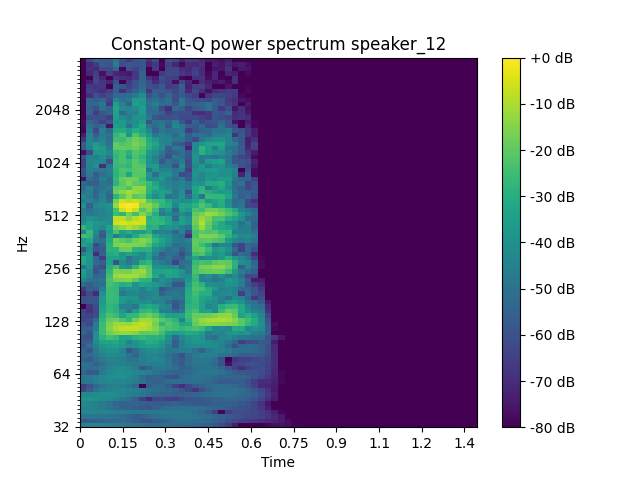 Constant-Q power spectrum speaker_12
Hz
2048
1024
512
256
128
64
32
0 0.15 0.3 0.45 0.6 0.75 0.9 1.1 1.2 1.4
Time
+0 dB
-10 dB
-20 dB
-30 dB
-40 dB
-50 dB
-60 dB
-70 dB
-80 dB